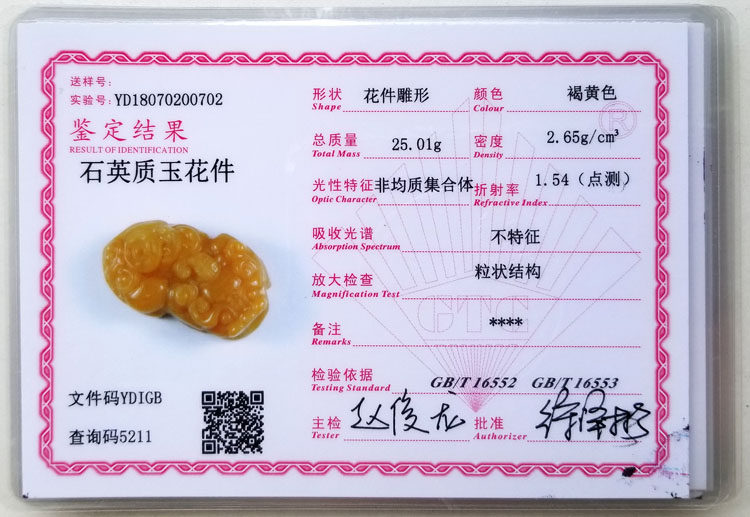 送样号:
实验号:YD18070200702
鉴定结果
RESULT OF IDENTIFICATION
石英质玉花件
文件码YDIGB
查询码5211
形状 花件雕形 颜色 褐黄色
Shape Colour
总质量 25.01g 密度 2.65g/cm³
Total Mass Density
光性特征 非均质集合体 折射率 1.54（点测）
Optic Character Refractive Index
吸收光谱 不特征
Absorption Spectrum
放大检查 粒状结构
Magnification Test
备注 ****
Remarks
检验依据 GB/T 16552 GB/T 16553
Testing Standard
主检 赵俊龙 批准
Tester Authorizer
GTC
®